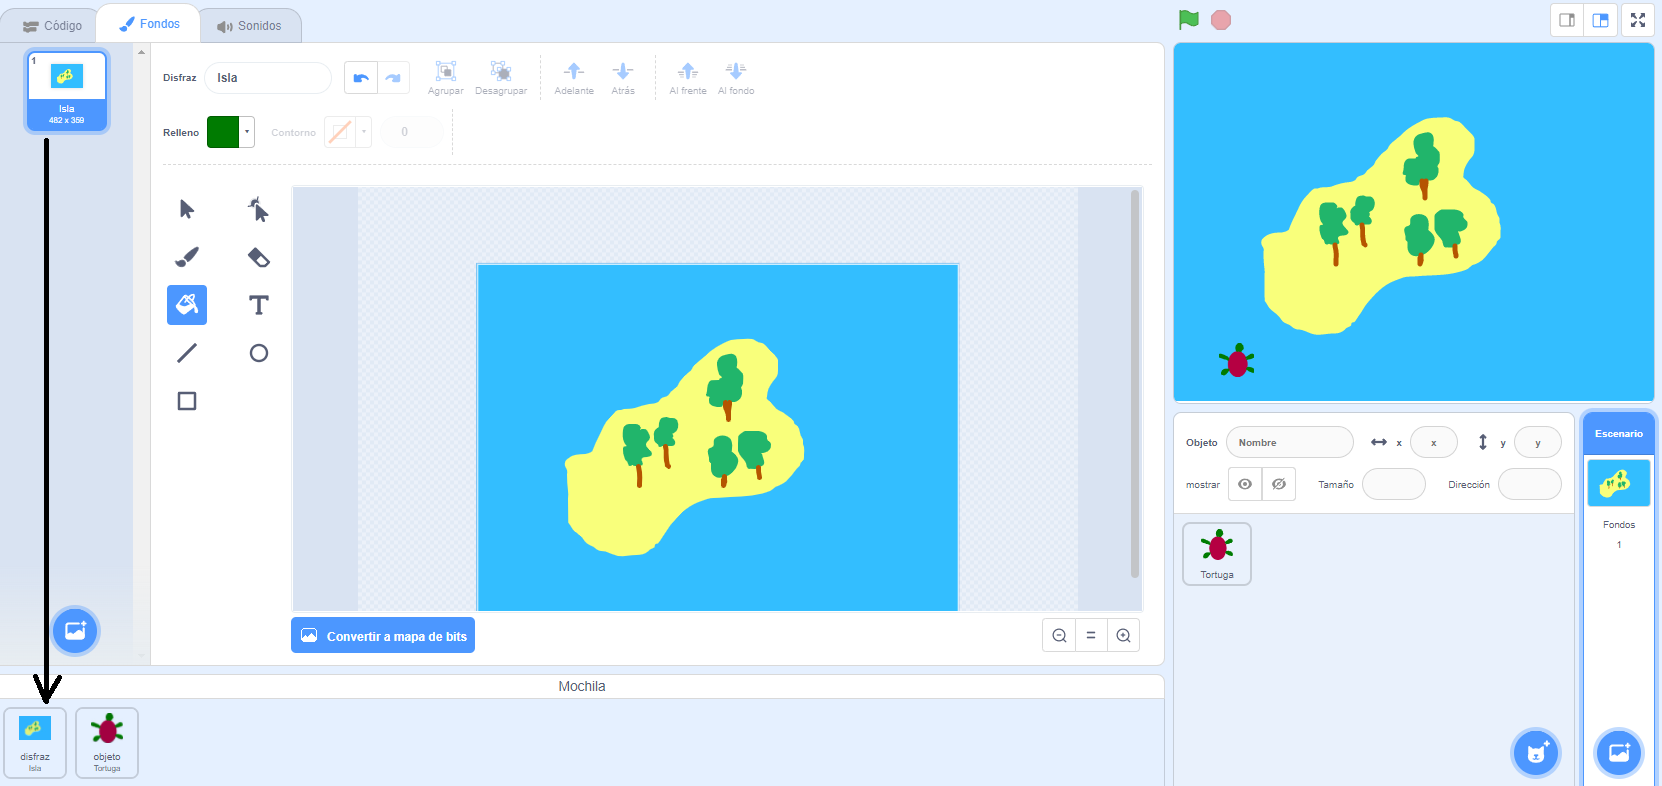 Código
Fondos
Sonidos
1
Isla
482 x 359
Disfraz
Isla
Agrupar
Desagrupar
Adelante
Atrás
Al frente
Al fondo
Relleno
Contorno
0
T
Convertir a mapa de bits
=
Mochila
disfraz
Isla
objeto
Tortuga
Objeto
Nombre
x
x
y
y
mostrar
Tamaño
Dirección
Tortuga
Escenario
Fondos
1